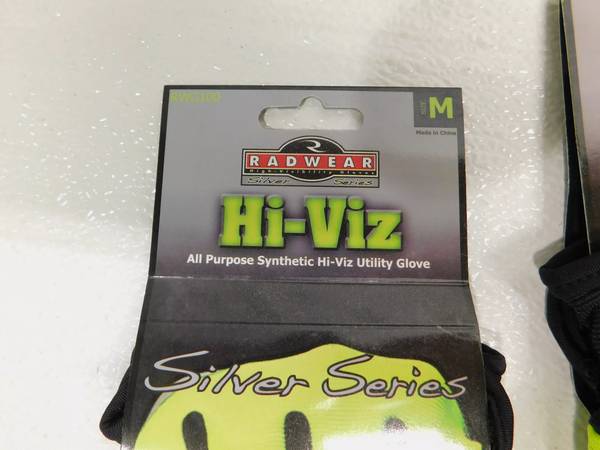 RWG100
SIZE M
Made in China
R
RADWEAR
High-Visibility Gloves
Silver Series
Hi-Viz
All Purpose Synthetic Hi-Viz Utility Glove
Silver Series